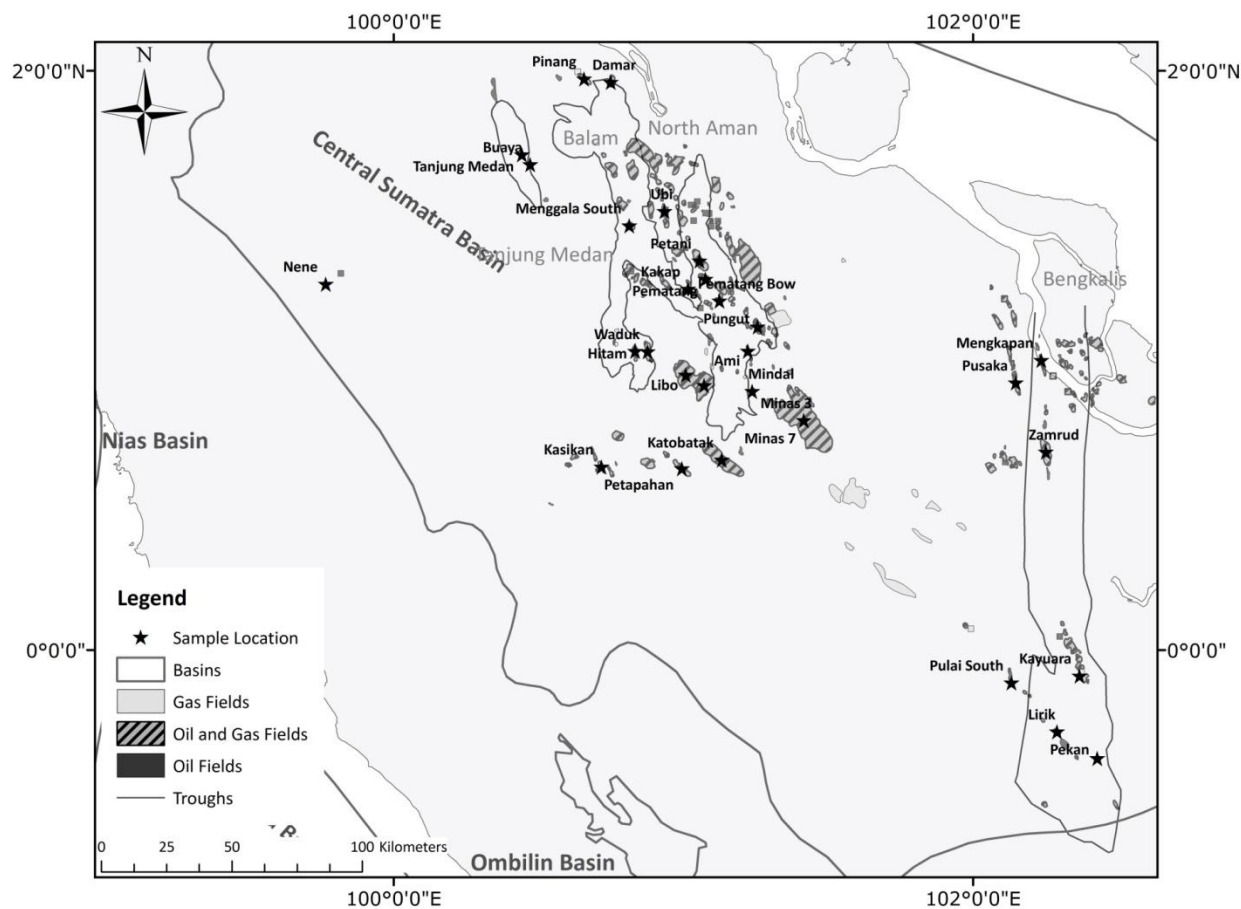 100°0'0"E
102°0'0"E
2°0'0"N
2°0'0"N
N
Pinang
Damar
North Aman
Balam
Central Sumatra Basin
Buaya
Tanjung Medan
Ubi
Menggala South
Tanjung Medan
Petani
Nene
Kakap
Pematang Bow
Pematang
Bengkalis
Pungut
Waduk
Hitam
Ami
Mengkapan
Pusaka
Libo
Mindal
Minas 3
Minas 7
Nias Basin
Zamrud
Kasikan
Katobatak
Petapahan
0°0'0"
0°0'0"
Legend
Sample Location
Basins
Gas Fields
Oil and Gas Fields
Oil Fields
Troughs
Pulai South
Kayuara
Lirik
Pekan
0 25 50 100 Kilometers
Ombilin Basin
100°0'0"E
102°0'0"E